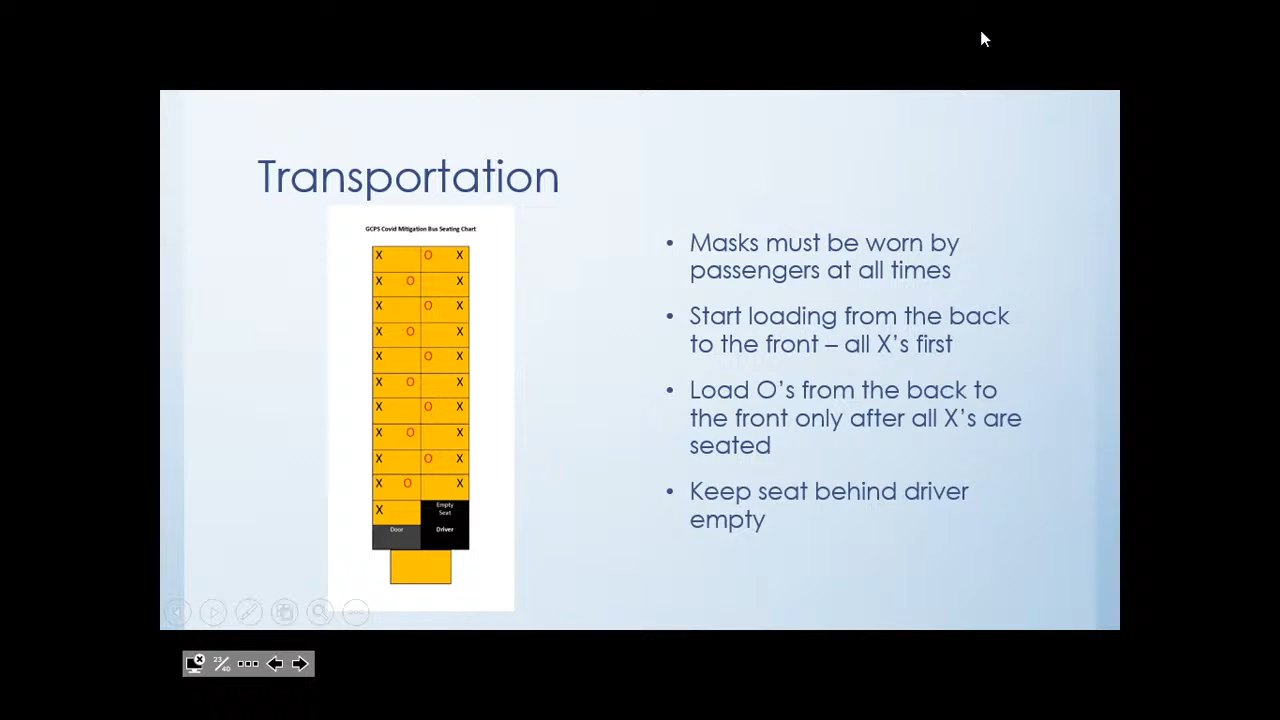 Transportation
GCPS Covid Mitigation Bus Seating Chart
X O X
X O X
X O X
X O X
X O X
X O X
X O X
X O X
X O X
X O X
X Empty
Seat
Door Driver
• Masks must be worn by
passengers at all times
• Start loading from the back
to the front – all X's first
• Load O's from the back to
the front only after all X's are
seated
• Keep seat behind driver
empty
23/40